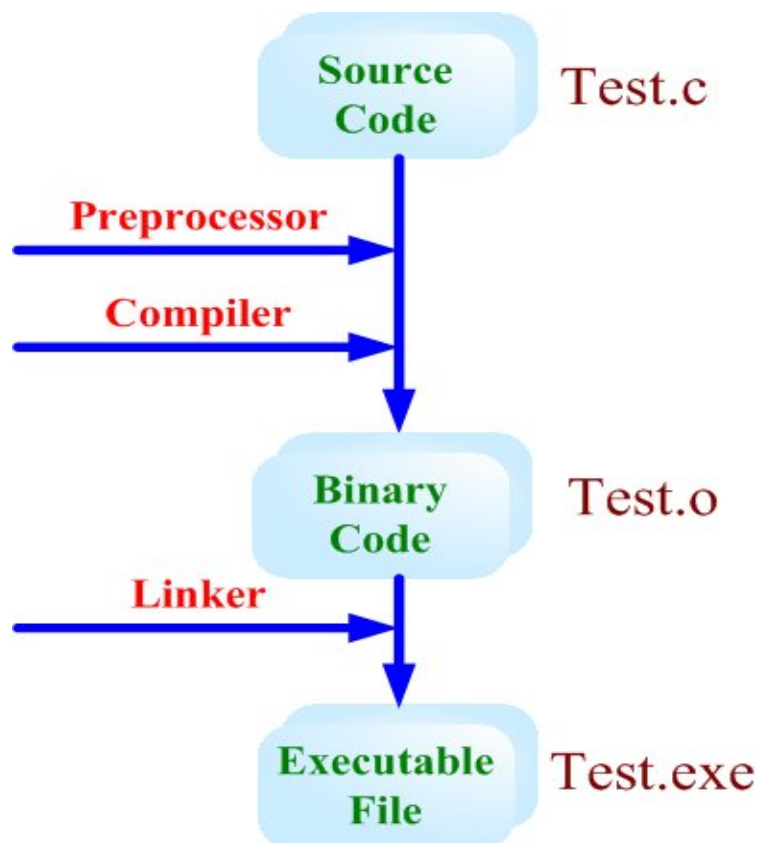 Source
Code
Test.c
Preprocessor
Compiler
Binary
Code
Test.o
Linker
Executable
File
Test.exe